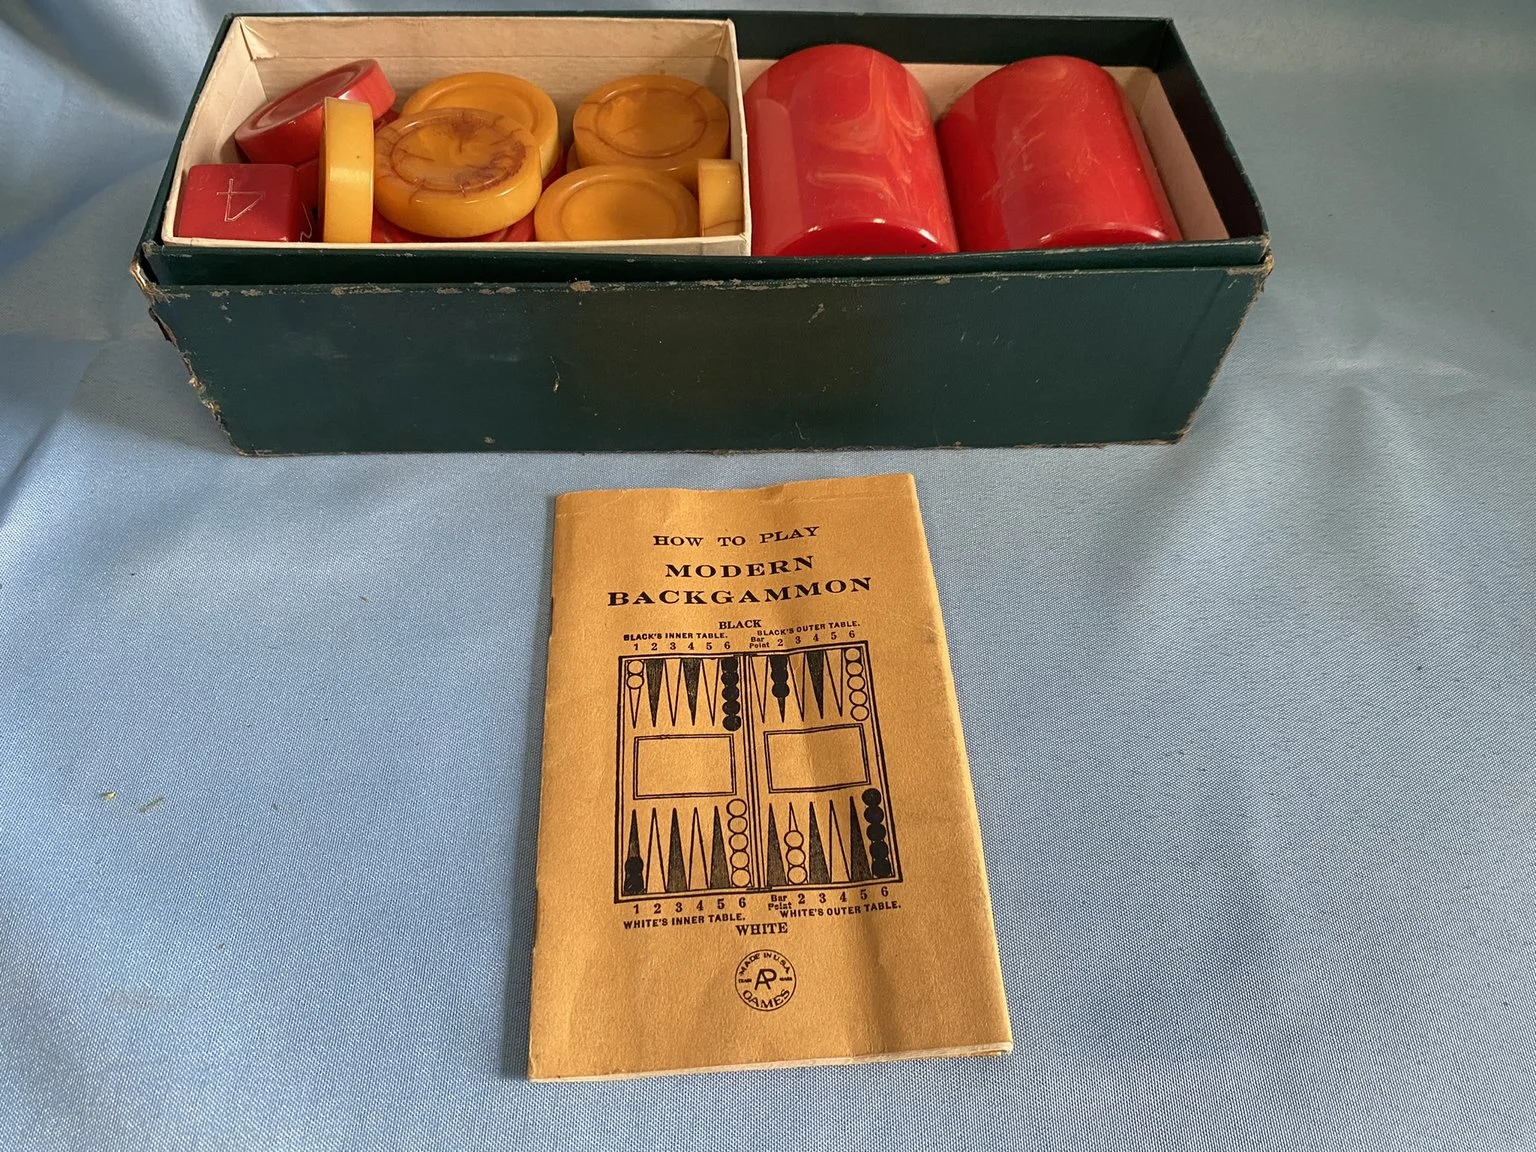 4
HOW TO PLAY
MODERN
BACKGAMMON
BLACK
BLACK'S INNER TABLE. BLACK'S OUTER TABLE.
1 2 3 4 5 6 Bar Point 2 3 4 5 6
1 2 3 4 5 6 Bar Point 2 3 4 5 6
WHITE'S INNER TABLE. WHITE'S OUTER TABLE.
WHITE
MADE IN U.S.A.
TRADE AP MARK
GAMES